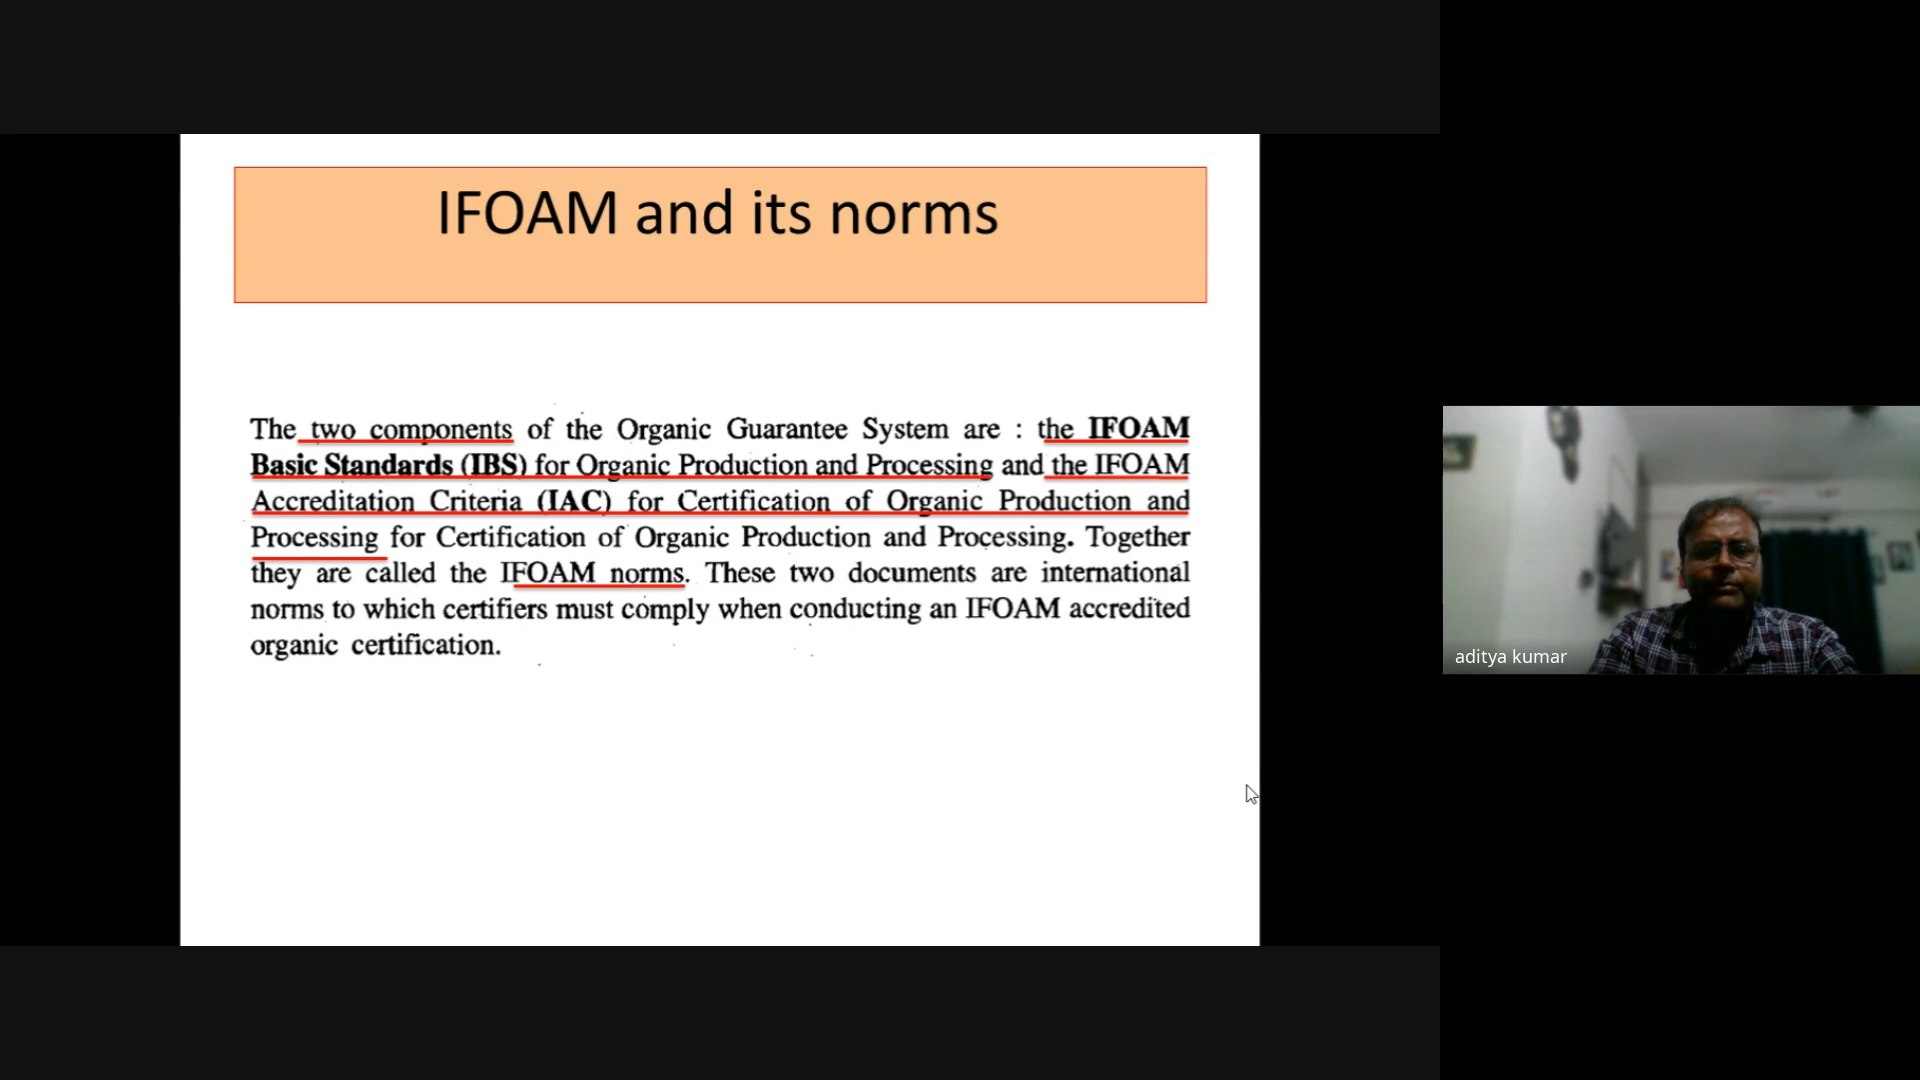 IFOAM and its norms
The two components of the Organic Guarantee System are : the IFOAM
Basic Standards (IBS) for Organic Production and Processing and the IFOAM
Accreditation Criteria (IAC) for Certification of Organic Production and
Processing for Certification of Organic Production and Processing. Together
they are called the IFOAM norms. These two documents are international
norms to which certifiers must comply when conducting an IFOAM accredited
organic certification.
aditya kumar